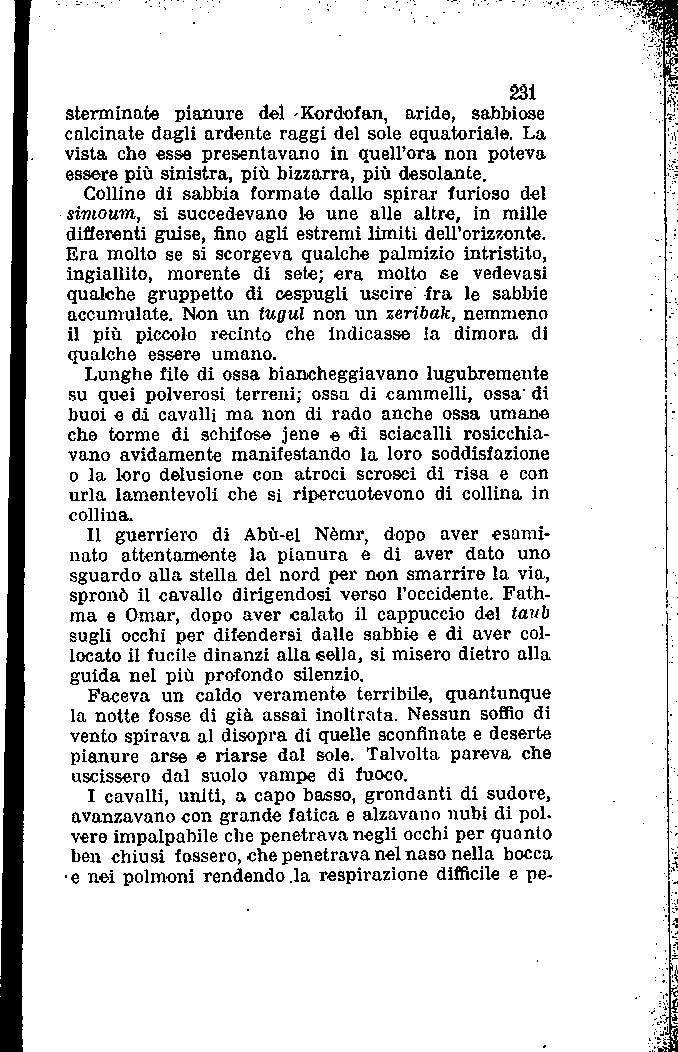 231
sterminate pianure del Kordofan, aride, sabbiose
calcinate dagli ardente raggi del sole equatoriale. La
vista che esse presentavano in quell'ora non poteva
essere più sinistra, più bizzarra, più desolante.
Colline di sabbia formate dallo spirar furioso del
simoum, si succedevano le une alle altre, in mille
differenti guise, fino agli estremi limiti dell'orizzonte.
Era molto se si scorgeva qualche palmizio intristito,
ingiallito, morente di sete; era molto se vedevasi
qualche gruppetto di cespugli uscire fra le sabbie
accumulate. Non un tugul non un zeribak, nemmeno
il più piccolo recinto che indicasse la dimora di
qualche essere umano.
Lunghe file di ossa biancheggiavano lugubremente
su quei polverosi terreni; ossa di cammelli, ossa di
buoi e di cavalli ma non di rado anche ossa umane
che torme di schifose jene e di sciacalli rosicchia-
vano avidamente manifestando la loro soddisfazione
o la loro delusione con atroci scrosci di risa e con
urla lamentevoli che si ripercuotevono di collina in
collina.
Il guerriero di Abù-el Nèmr, dopo aver esami-
nato attentamente la pianura e di aver dato uno
sguardo alla stella del nord per non smarrire la via,
spronò il cavallo dirigendosi verso l'occidente. Fath-
ma e Omar, dopo aver calato il cappuccio del taub
sugli occhi per difendersi dalle sabbie e di aver col-
locato il fucile dinanzi alla sella, si misero dietro alla
guida nel più profondo silenzio.
Faceva un caldo veramente terribile, quantunque
la notte fosse di già assai inoltrata. Nessun soffio di
vento spirava al disopra di quelle sconfinate e deserte
pianure arse e riarse dal sole. Talvolta pareva che
uscissero dal suolo vampe di fuoco.
I cavalli, uniti, a capo basso, grondanti di sudore,
avanzavano con grande fatica e alzavano nubi di pol-
vere impalpabile che penetrava negli occhi per quanto
ben chiusi fossero, che penetrava nel naso nella bocca
e nei polmoni rendendo la respirazione difficile e pe-